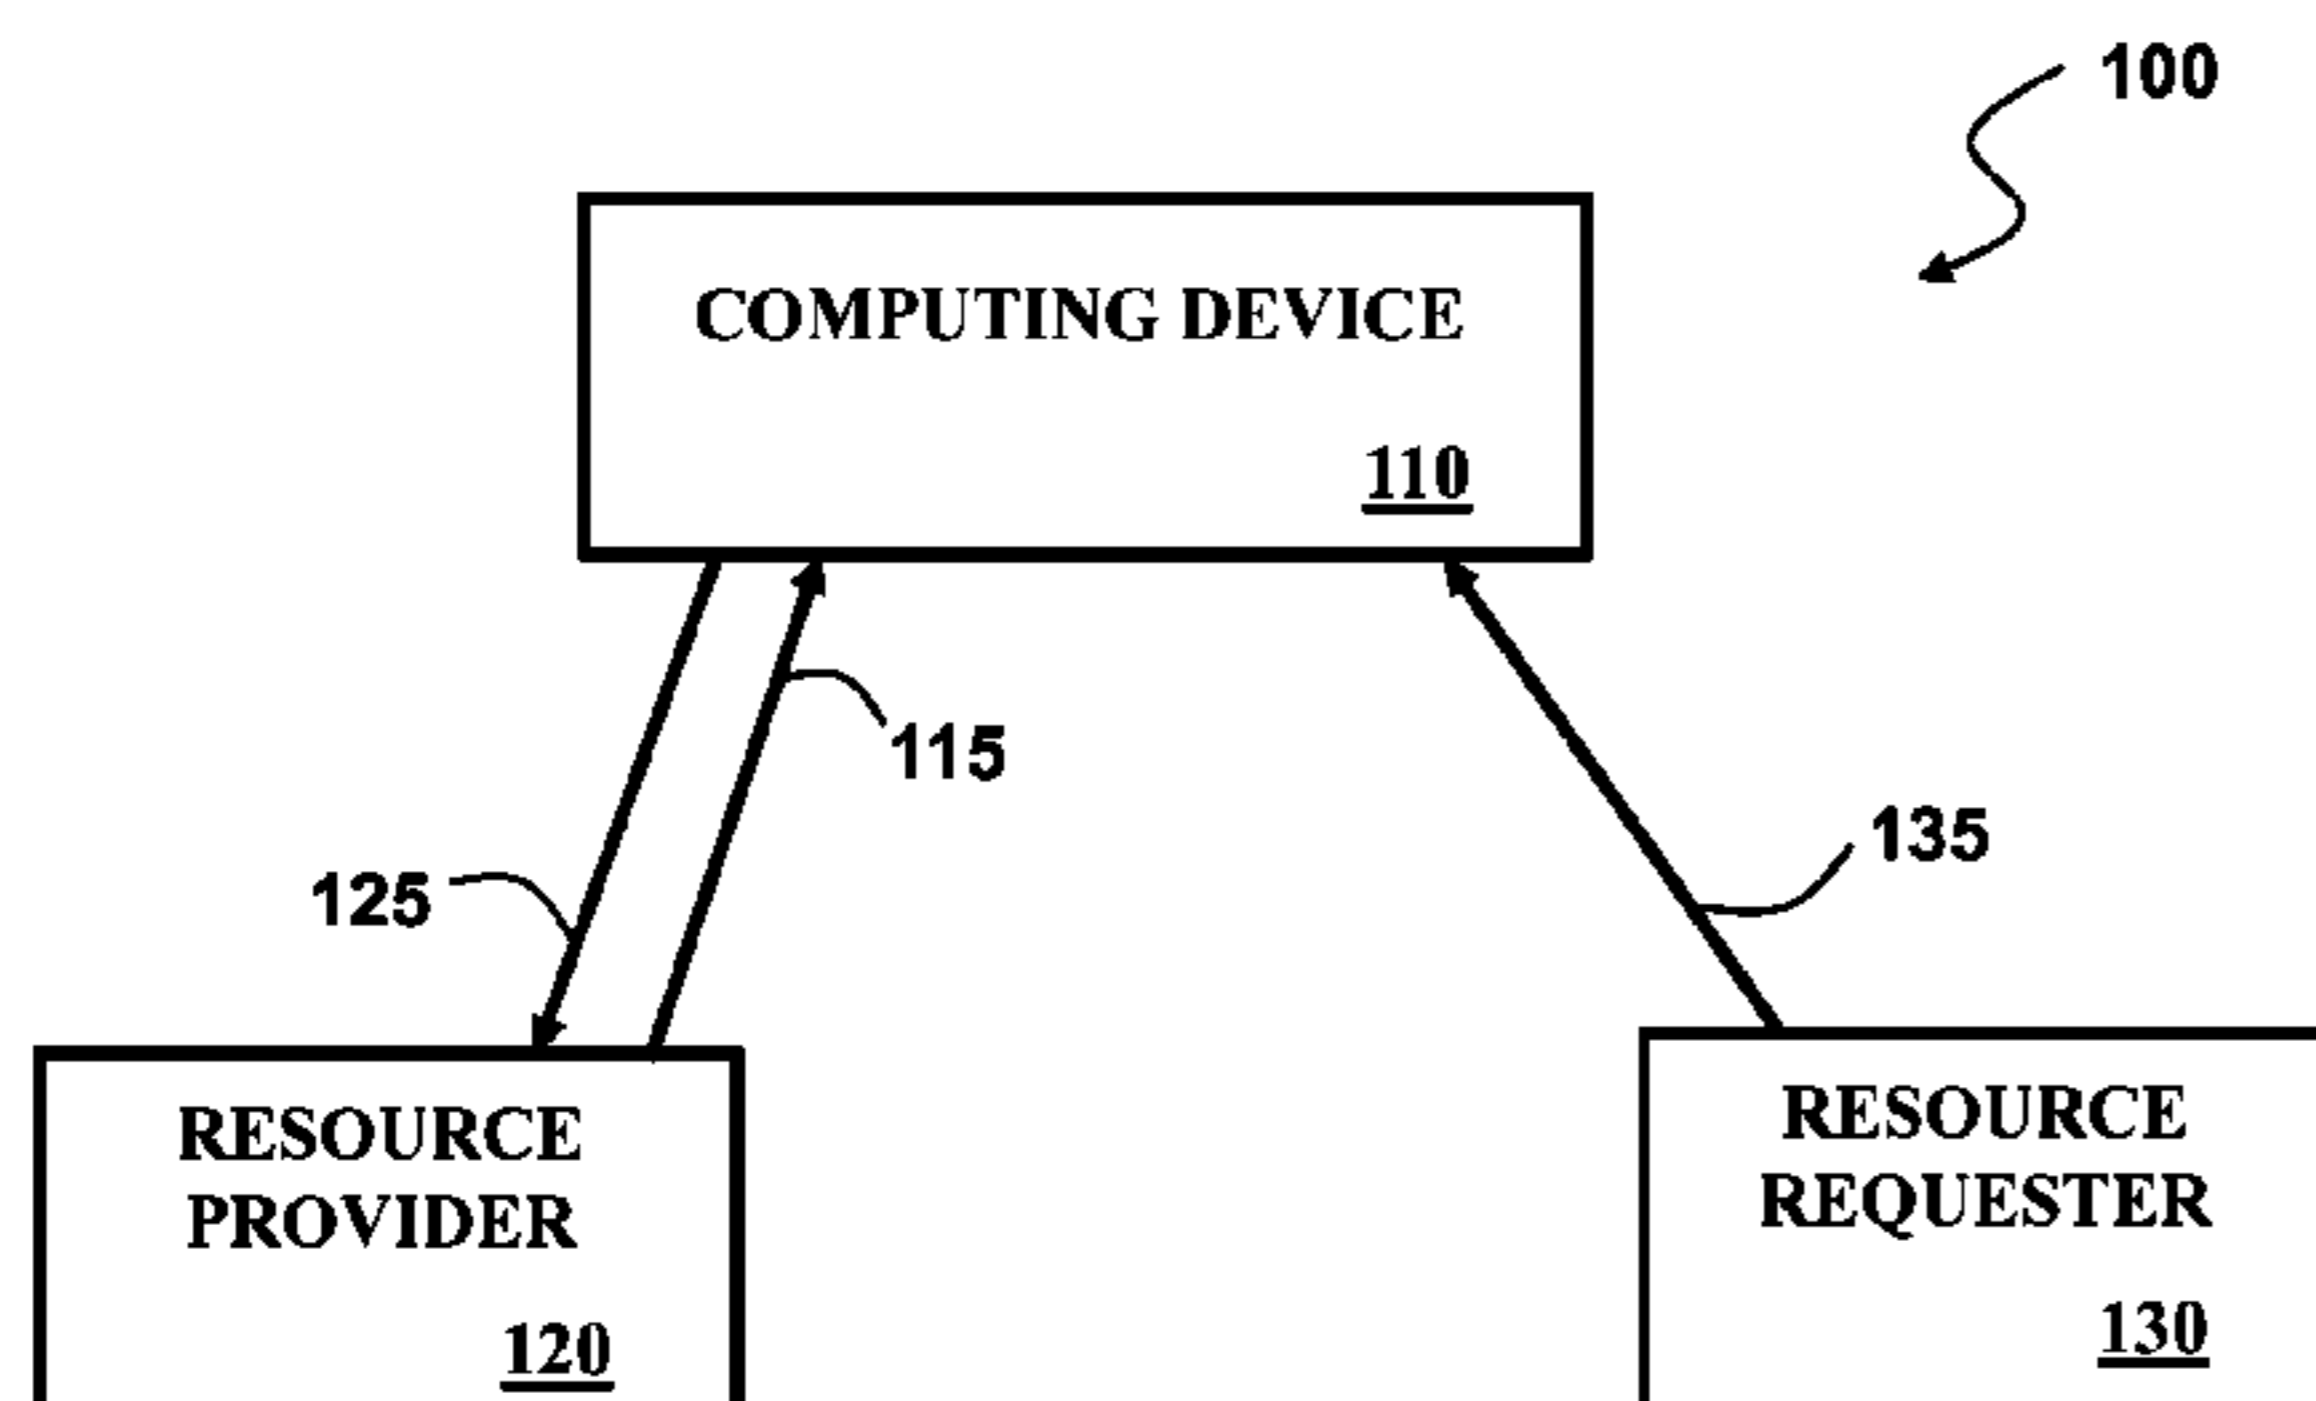 100
COMPUTING DEVICE
110
115
135
125
RESOURCE
PROVIDER
120
RESOURCE
REQUESTER
130